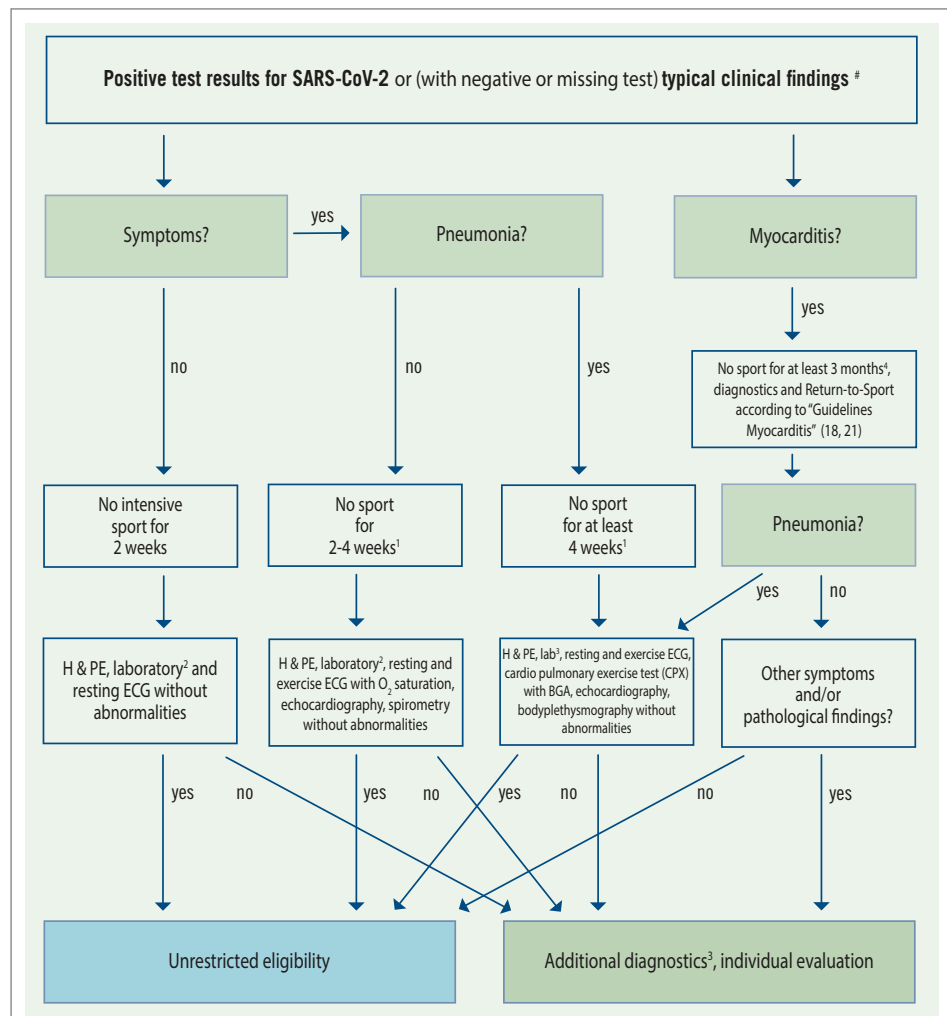 Positive test results for SARS-CoV-2 or (with negative or missing test) typical clinical findings #
Symptoms?
yes
Pneumonia?
Myocarditis?
no
no
yes
yes
No sport for at least 3 months4,
diagnostics and Return-to-Sport
according to “Guidelines
Myocarditis” (18, 21)
No intensive
sport for
2 weeks
No sport
for
2-4 weeks1
No sport
for at least
4 weeks1
Pneumonia?
yes
no
H & PE, laboratory2 and
resting ECG without
abnormalities
H & PE, laboratory2, resting and
exercise ECG with O2 saturation,
echocardiography, spirometry
without abnormalities
H & PE, lab3, resting and exercise ECG,
cardio pulmonary exercise test (CPX)
with BGA, echocardiography,
bodyplethysmography without
abnormalities
Other symptoms
and/or
pathological findings?
yes
no
yes
no
yes
no
no
yes
Unrestricted eligibility
Additional diagnostics3, individual evaluation